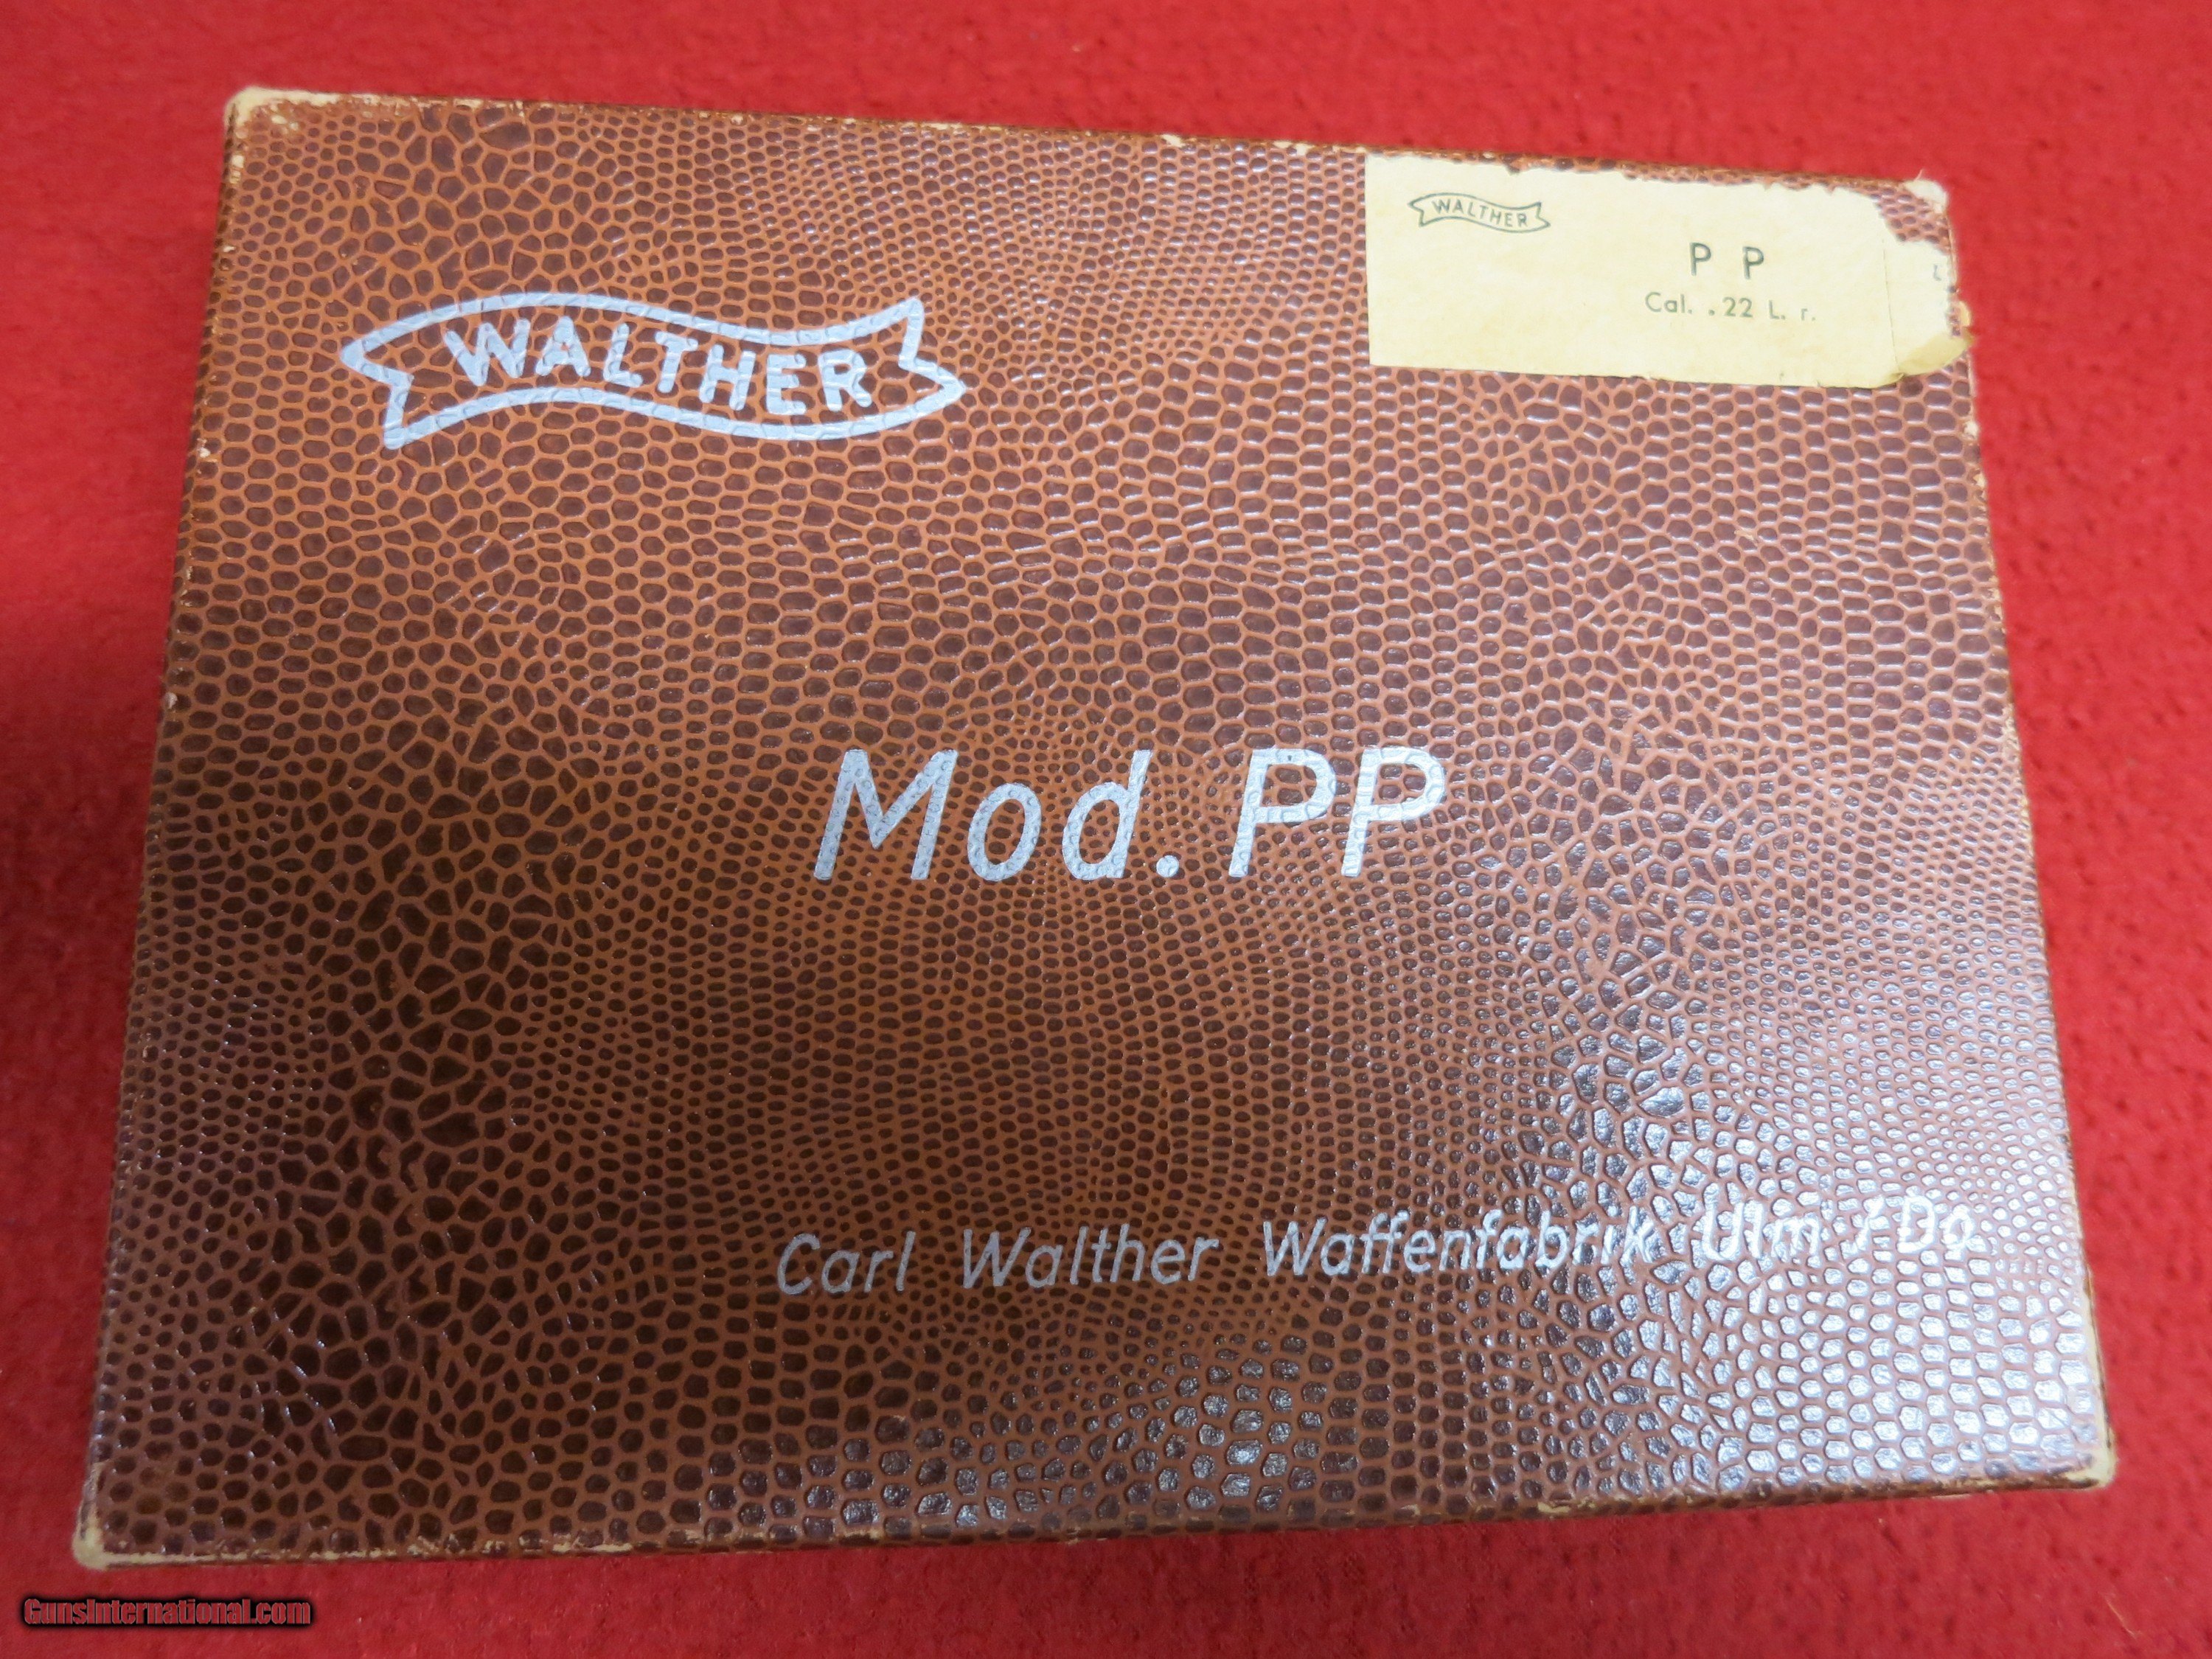 WALTHER
P P
Cal. .22 L. r.
WALTHER
Mod. PP
Carl Walther Waffenfabrik Ulm / Do
GunsInternational.com